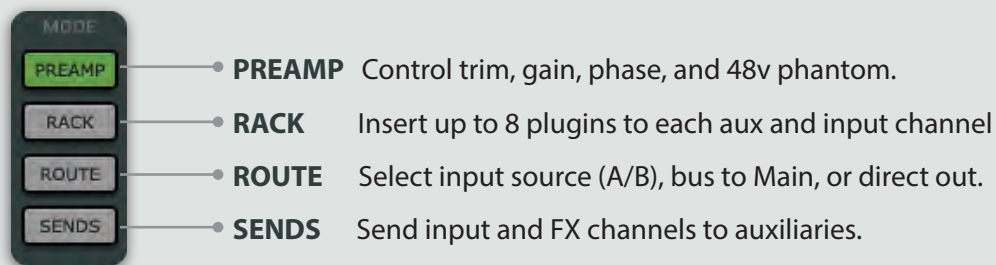 MODE
PREAMP PREAMP Control trim, gain, phase, and 48v phantom.
RACK RACK Insert up to 8 plugins to each aux and input channel
ROUTE ROUTE Select input source (A/B), bus to Main, or direct out.
SENDS SENDS Send input and FX channels to auxiliaries.